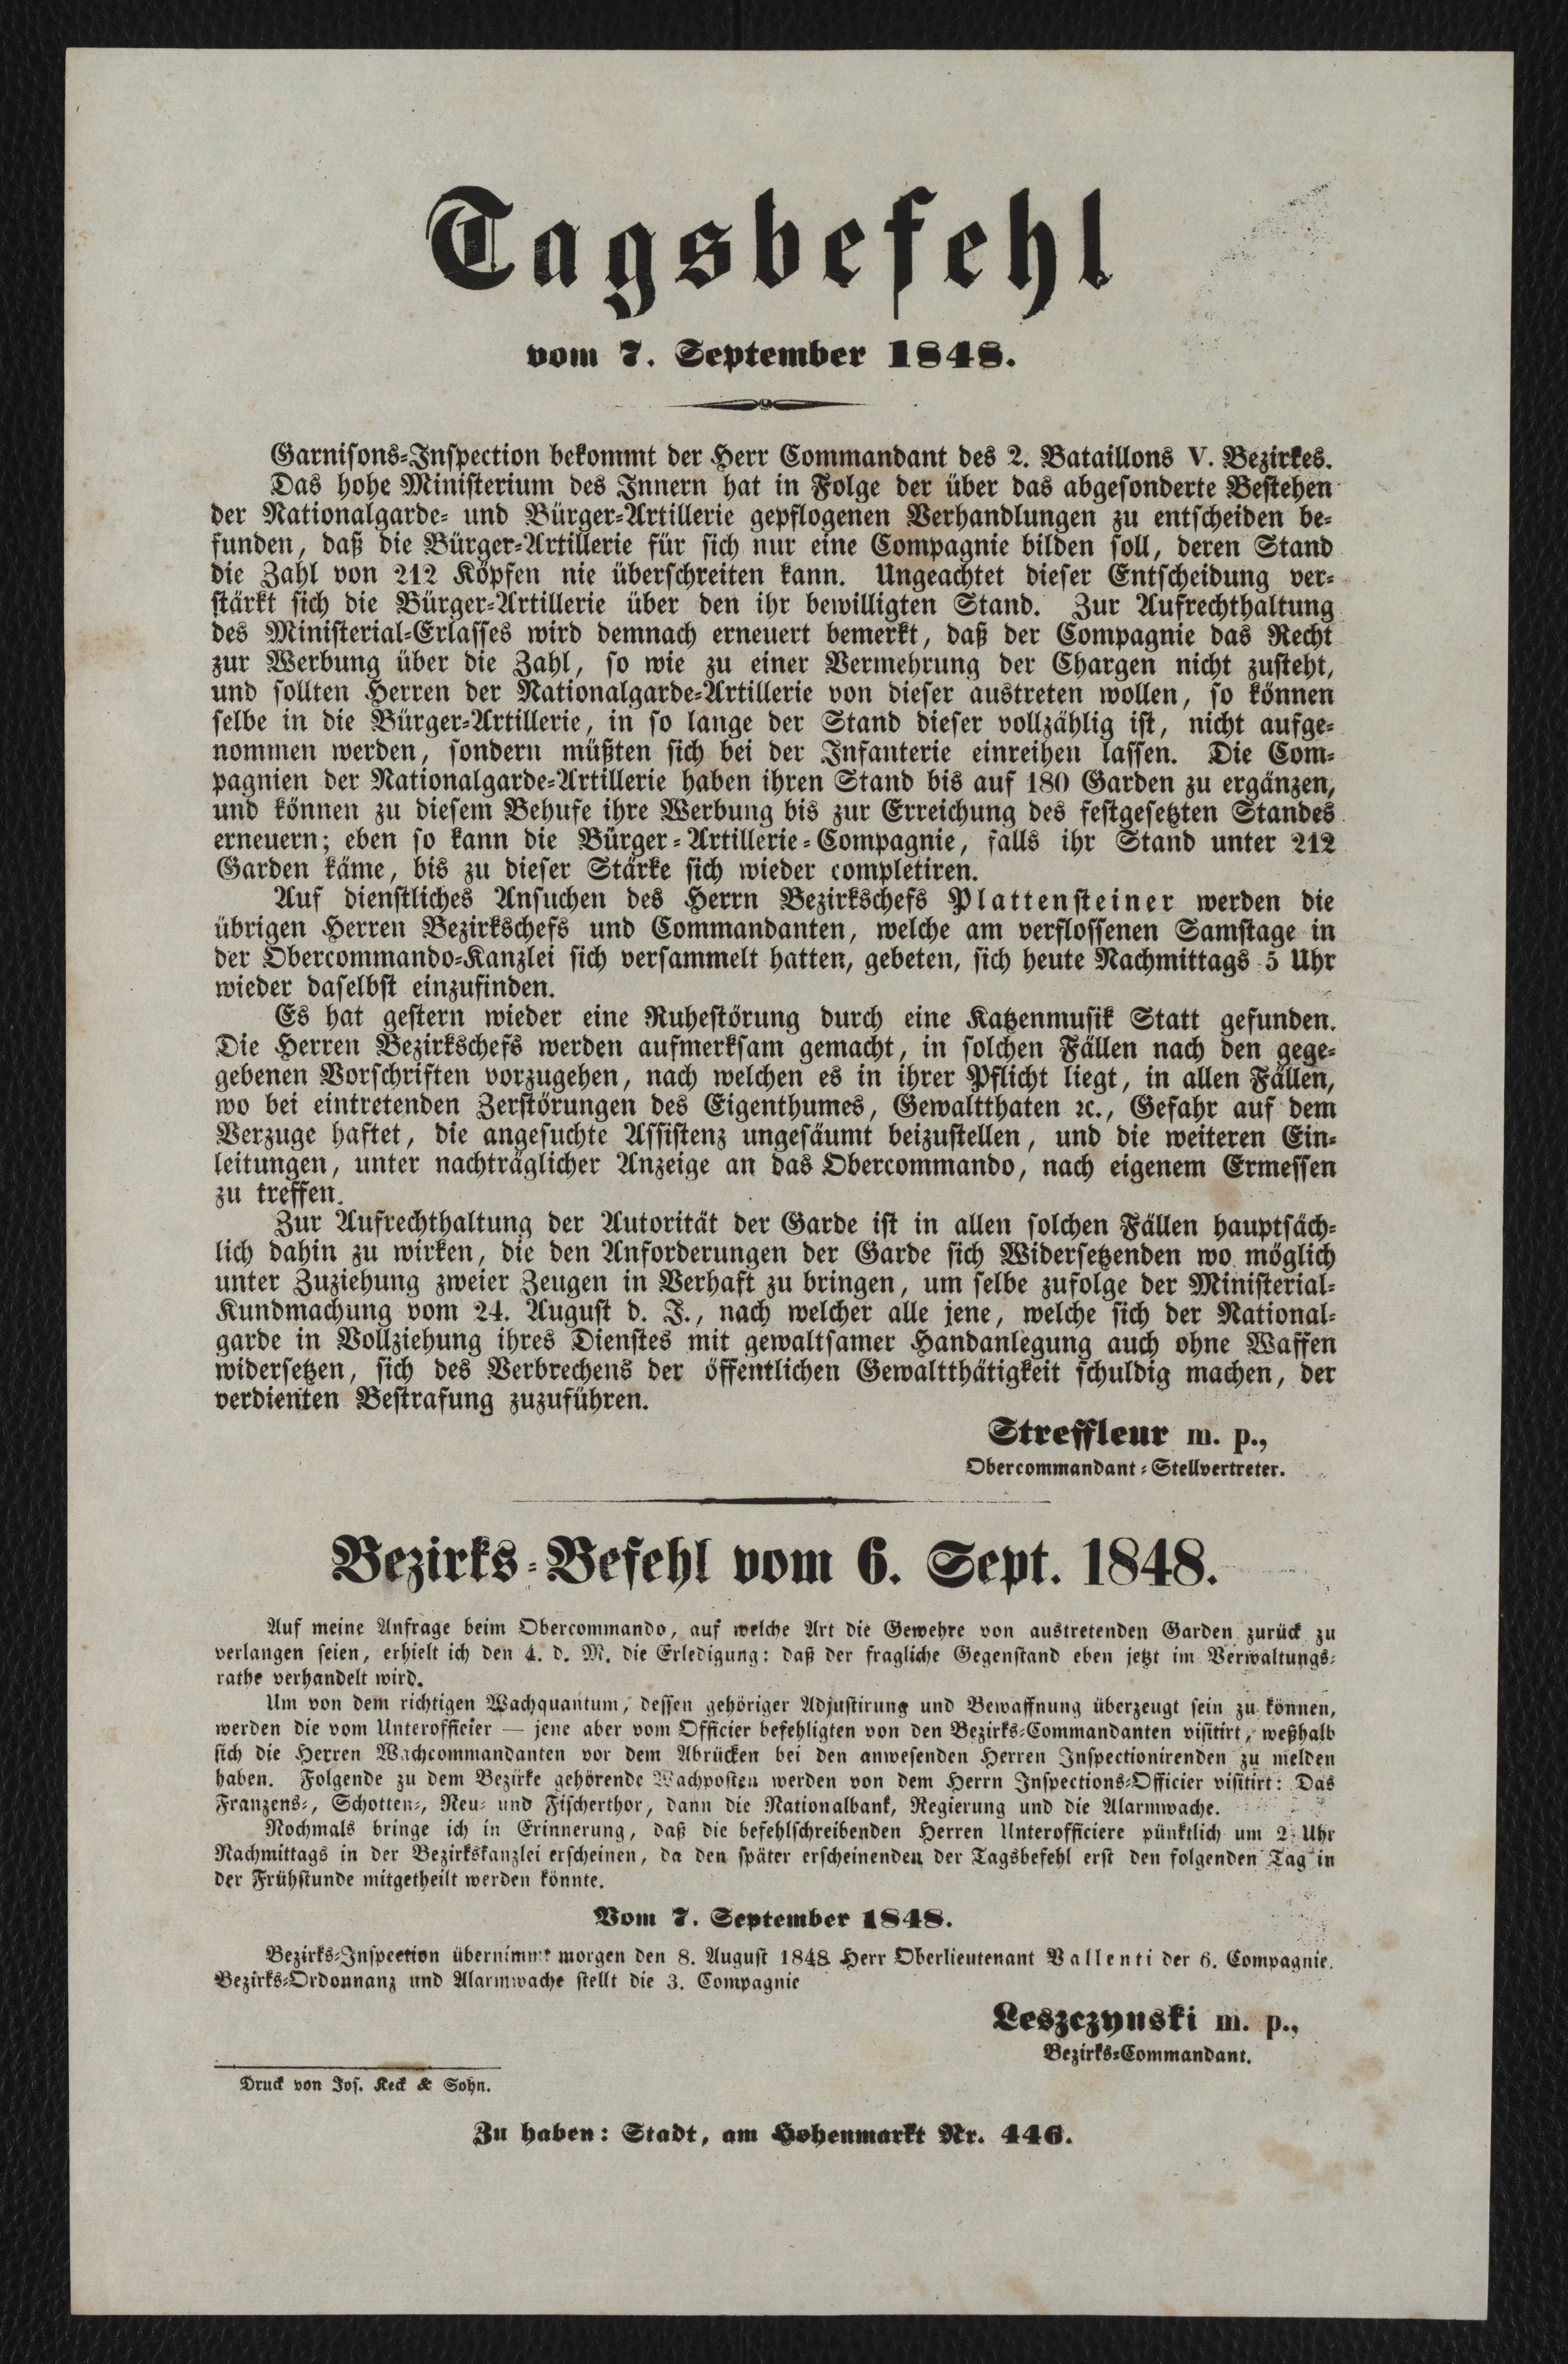 Tagsbefehl
vom 7. September 1848.
Garnisons-Inspection bekommt der Herr Commandant des 2. Bataillons V. Bezirkes.
Das hohe Ministerium des Innern hat in Folge der über das abgesonderte Bestehen
der Nationalgarde- und Bürger-Artillerie gepflogenen Verhandlungen zu entscheiden be-
funden, daß die Bürger-Artillerie für sich nur eine Compagnie bilden soll, deren Stand
die Zahl von 212 Köpfen nie überschreiten kann. Ungeachtet dieser Entscheidung ver-
stärkt sich die Bürger-Artillerie über den ihr bewilligten Stand. Zur Aufrechthaltung
des Ministerial-Erlasses wird demnach erneuert bemerkt, daß der Compagnie das Recht
zur Werbung über die Zahl, so wie zu einer Vermehrung der Chargen nicht zusteht,
und sollten Herren der Nationalgarde-Artillerie von dieser austreten wollen, so können
selbe in die Bürger-Artillerie, in so lange der Stand dieser vollzählig ist, nicht aufge-
nommen werden, sondern müßten sich bei der Infanterie einreihen lassen. Die Com-
pagnien der Nationalgarde-Artillerie haben ihren Stand bis auf 180 Garden zu ergänzen,
und können zu diesem Behufe ihre Werbung bis zur Erreichung des festgesetzten Standes
erneuern; eben so kann die Bürger-Artillerie-Compagnie, falls ihr Stand unter 212
Garden käme, bis zu dieser Stärke sich wieder completiren.
Auf dienstliches Ansuchen des Herrn Bezirkschefs Plattensteiner werden die
übrigen Herren Bezirkschefs und Commandanten, welche am verflossenen Samstage in
der Obercommando-Kanzlei sich versammelt hatten, gebeten, sich heute Nachmittags 5 Uhr
wieder daselbst einzufinden.
Es hat gestern wieder eine Ruhestörung durch eine Katzenmusik Statt gefunden.
Die Herren Bezirkschefs werden aufmerksam gemacht, in solchen Fällen nach den gege-
gebenen Vorschriften vorzugehen, nach welchen es in ihrer Pflicht liegt, in allen Fällen,
wo bei eintretenden Zerstörungen des Eigenthumes, Gewaltthaten ꝛc., Gefahr auf dem
Verzuge haftet, die angesuchte Assistenz ungesäumt beizustellen, und die weiteren Ein-
leitungen, unter nachträglicher Anzeige an das Obercommando, nach eigenem Ermessen
zu treffen.
Zur Aufrechthaltung der Autorität der Garde ist in allen solchen Fällen hauptsäch-
lich dahin zu wirken, die den Anforderungen der Garde sich Widersetzenden wo möglich
unter Zuziehung zweier Zeugen in Verhaft zu bringen, um selbe zufolge der Ministerial-
Kundmachung vom 24. August d. J., nach welcher alle jene, welche sich der National-
garde in Vollziehung ihres Dienstes mit gewaltsamer Handanlegung auch ohne Waffen
widersetzen, sich des Verbrechens der öffentlichen Gewaltthätigkeit schuldig machen, der
verdienten Bestrafung zuzuführen.
Streffleur m. p.,
Obercommandant-Stellvertreter.
Bezirks-Befehl vom 6. Sept. 1848.
Auf meine Anfrage beim Obercommando, auf welche Art die Gewehre von austretenden Garden zurück zu
verlangen seien, erhielt ich den 4. d. M. die Erledigung: daß der fragliche Gegenstand eben jetzt im Verwaltungs-
rathe verhandelt wird.
Um von dem richtigen Wachquantum, dessen gehöriger Adjustirung und Bewaffnung überzeugt sein zu können,
werden die vom Unterofficier — jene aber vom Officier befehligten von den Bezirks-Commandanten visitirt, weßhalb
sich die Herren Wachcommandanten vor dem Abrücken bei den anwesenden Herren Inspectionirenden zu melden
haben. Folgende zu dem Bezirke gehörende Wachposten werden von dem Herrn Inspections-Officier visitirt: Das
Franzens-, Schotten-, Neu- und Fischerthor, dann die Nationalbank, Regierung und die Alarmwache.
Nochmals bringe ich in Erinnerung, daß die befehlschreibenden Herren Unterofficiere pünktlich um 2 Uhr
Nachmittags in der Bezirkskanzlei erscheinen, da den später erscheinenden der Tagsbefehl erst den folgenden Tag in
der Frühstunde mitgetheilt werden könnte.
Vom 7. September 1848.
Bezirks-Inspection übernimmt morgen den 8. August 1848 Herr Oberlieutenant Vallenti der 6. Compagnie.
Bezirks-Ordonnanz und Alarmwache stellt die 3. Compagnie
Leszczynski m. p.,
Bezirks-Commandant.
Druck von Jos. Keck & Sohn.
Zu haben: Stadt, am Hohenmarkt Nr. 446.